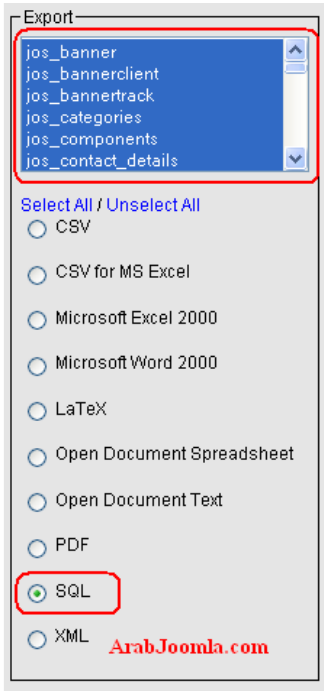 Export
jos_banner
jos_bannerclient
jos_bannertrack
jos_categories
jos_components
jos_contact_details
Select All / Unselect All
CSV
CSV for MS Excel
Microsoft Excel 2000
Microsoft Word 2000
LaTeX
Open Document Spreadsheet
Open Document Text
PDF
SQL
XML
ArabJoomla.com